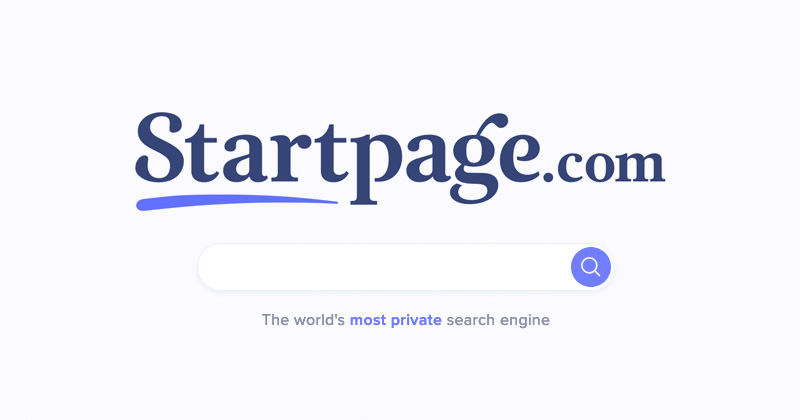 Startpage.com
The world's most private search engine